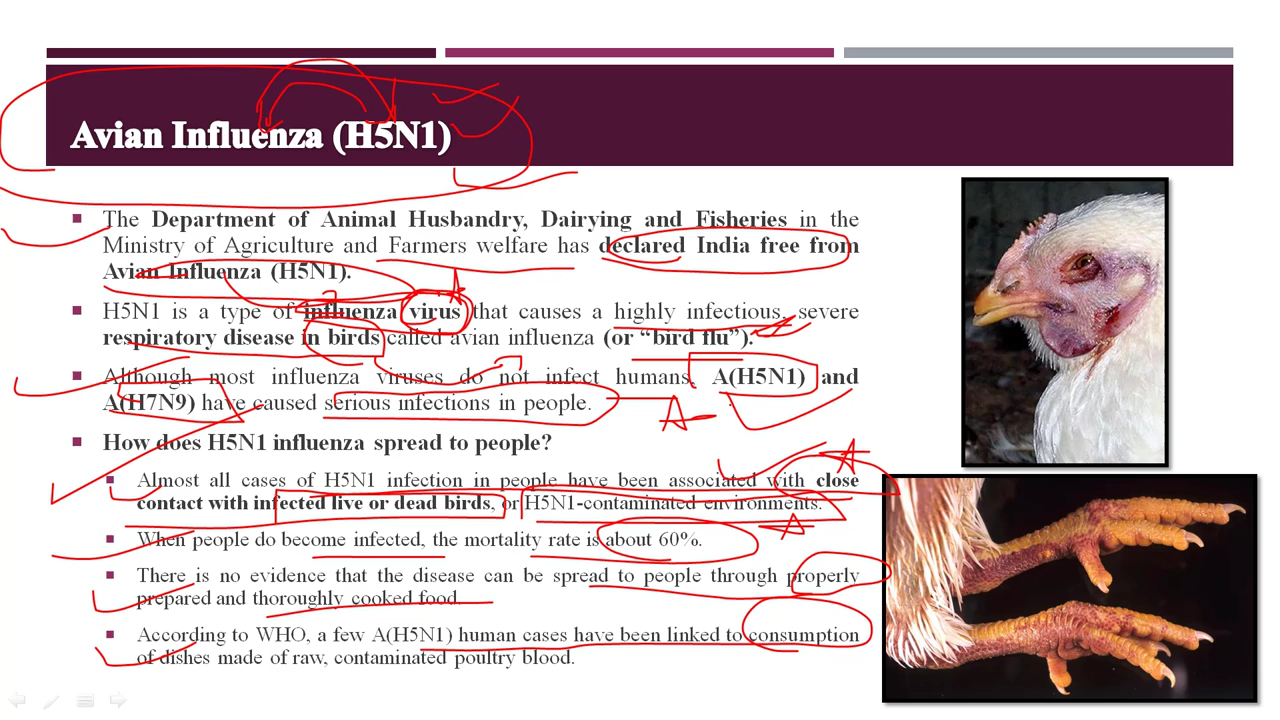 Avian Influenza (H5N1)
The Department of Animal Husbandry, Dairying and Fisheries in the
Ministry of Agriculture and Farmers welfare has declared India free from
Avian Influenza (H5N1).
H5N1 is a type of influenza virus that causes a highly infectious, severe
respiratory disease in birds called avian influenza (or “bird flu”).
Although most influenza viruses do not infect humans, A(H5N1) and
A(H7N9) have caused serious infections in people.
How does H5N1 influenza spread to people?
Almost all cases of H5N1 infection in people have been associated with close
contact with infected live or dead birds, or H5N1-contaminated environments.
When people do become infected, the mortality rate is about 60%.
There is no evidence that the disease can be spread to people through properly
prepared and thoroughly cooked food.
According to WHO, a few A(H5N1) human cases have been linked to consumption
of dishes made of raw, contaminated poultry blood.